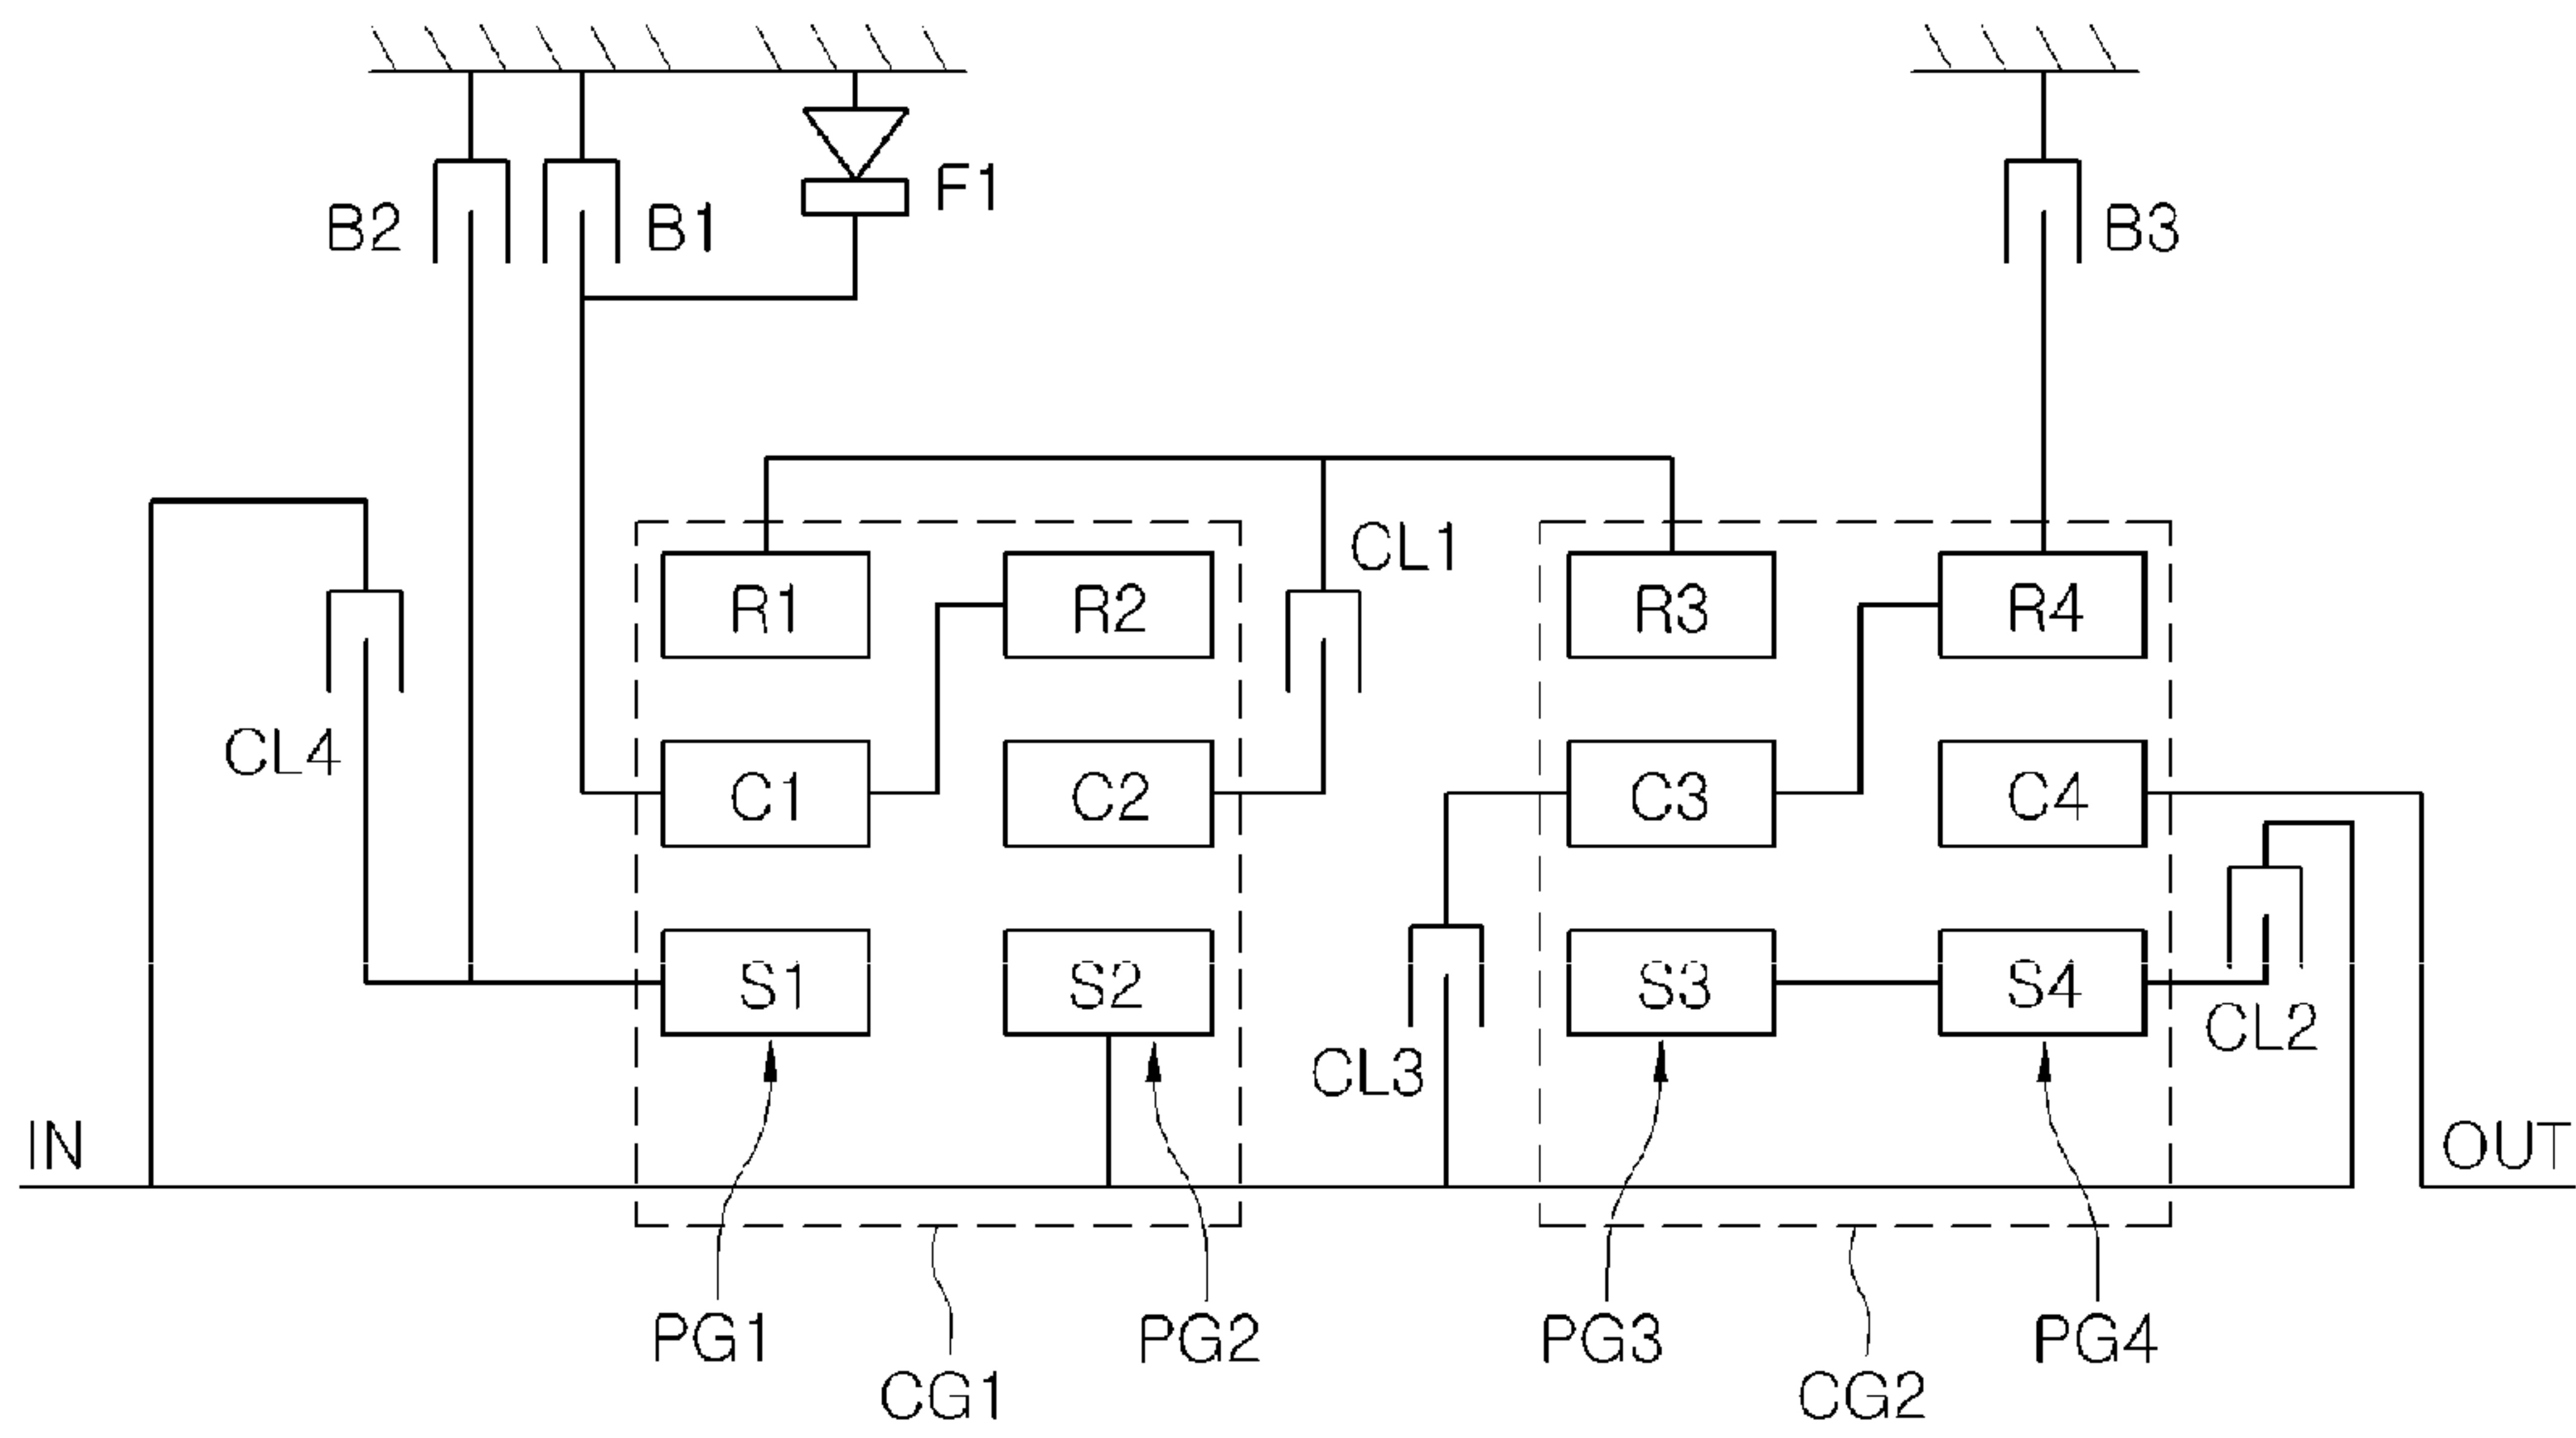 F1
B2
B1
B3
CL1
R1
R2
R3
R4
CL4
C1
C2
C3
C4
S1
S2
S3
S4
CL2
CL3
IN
OUT
PG1
PG2
PG3
PG4
CG1
CG2